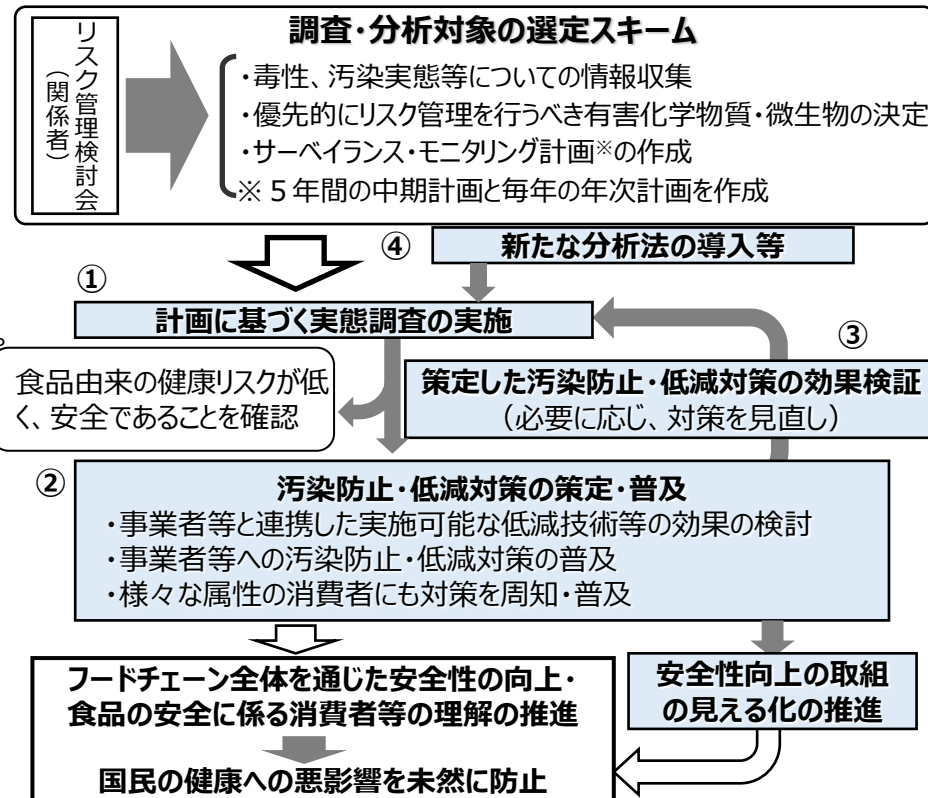 リスク管理検討会
（関係者）
調査・分析対象の選定スキーム
・毒性、汚染実態等についての情報収集
・優先的にリスク管理を行うべき有害化学物質・微生物の決定
・サーベイランス・モニタリング計画※の作成
※５年間の中期計画と毎年の年次計画を作成
④
新たな分析法の導入等
①
計画に基づく実態調査の実施
③
。
食品由来の健康リスクが低
く、安全であることを確認
策定した汚染防止・低減対策の効果検証
（必要に応じ、対策を見直し）
②
汚染防止・低減対策の策定・普及
・事業者等と連携した実施可能な低減技術等の効果の検討
・事業者等への汚染防止・低減対策の普及
・様々な属性の消費者にも対策を周知・普及
フードチェーン全体を通じた安全性の向上・
食品の安全に係る消費者等の理解の推進
国民の健康への悪影響を未然に防止
安全性向上の取組
の見える化の推進